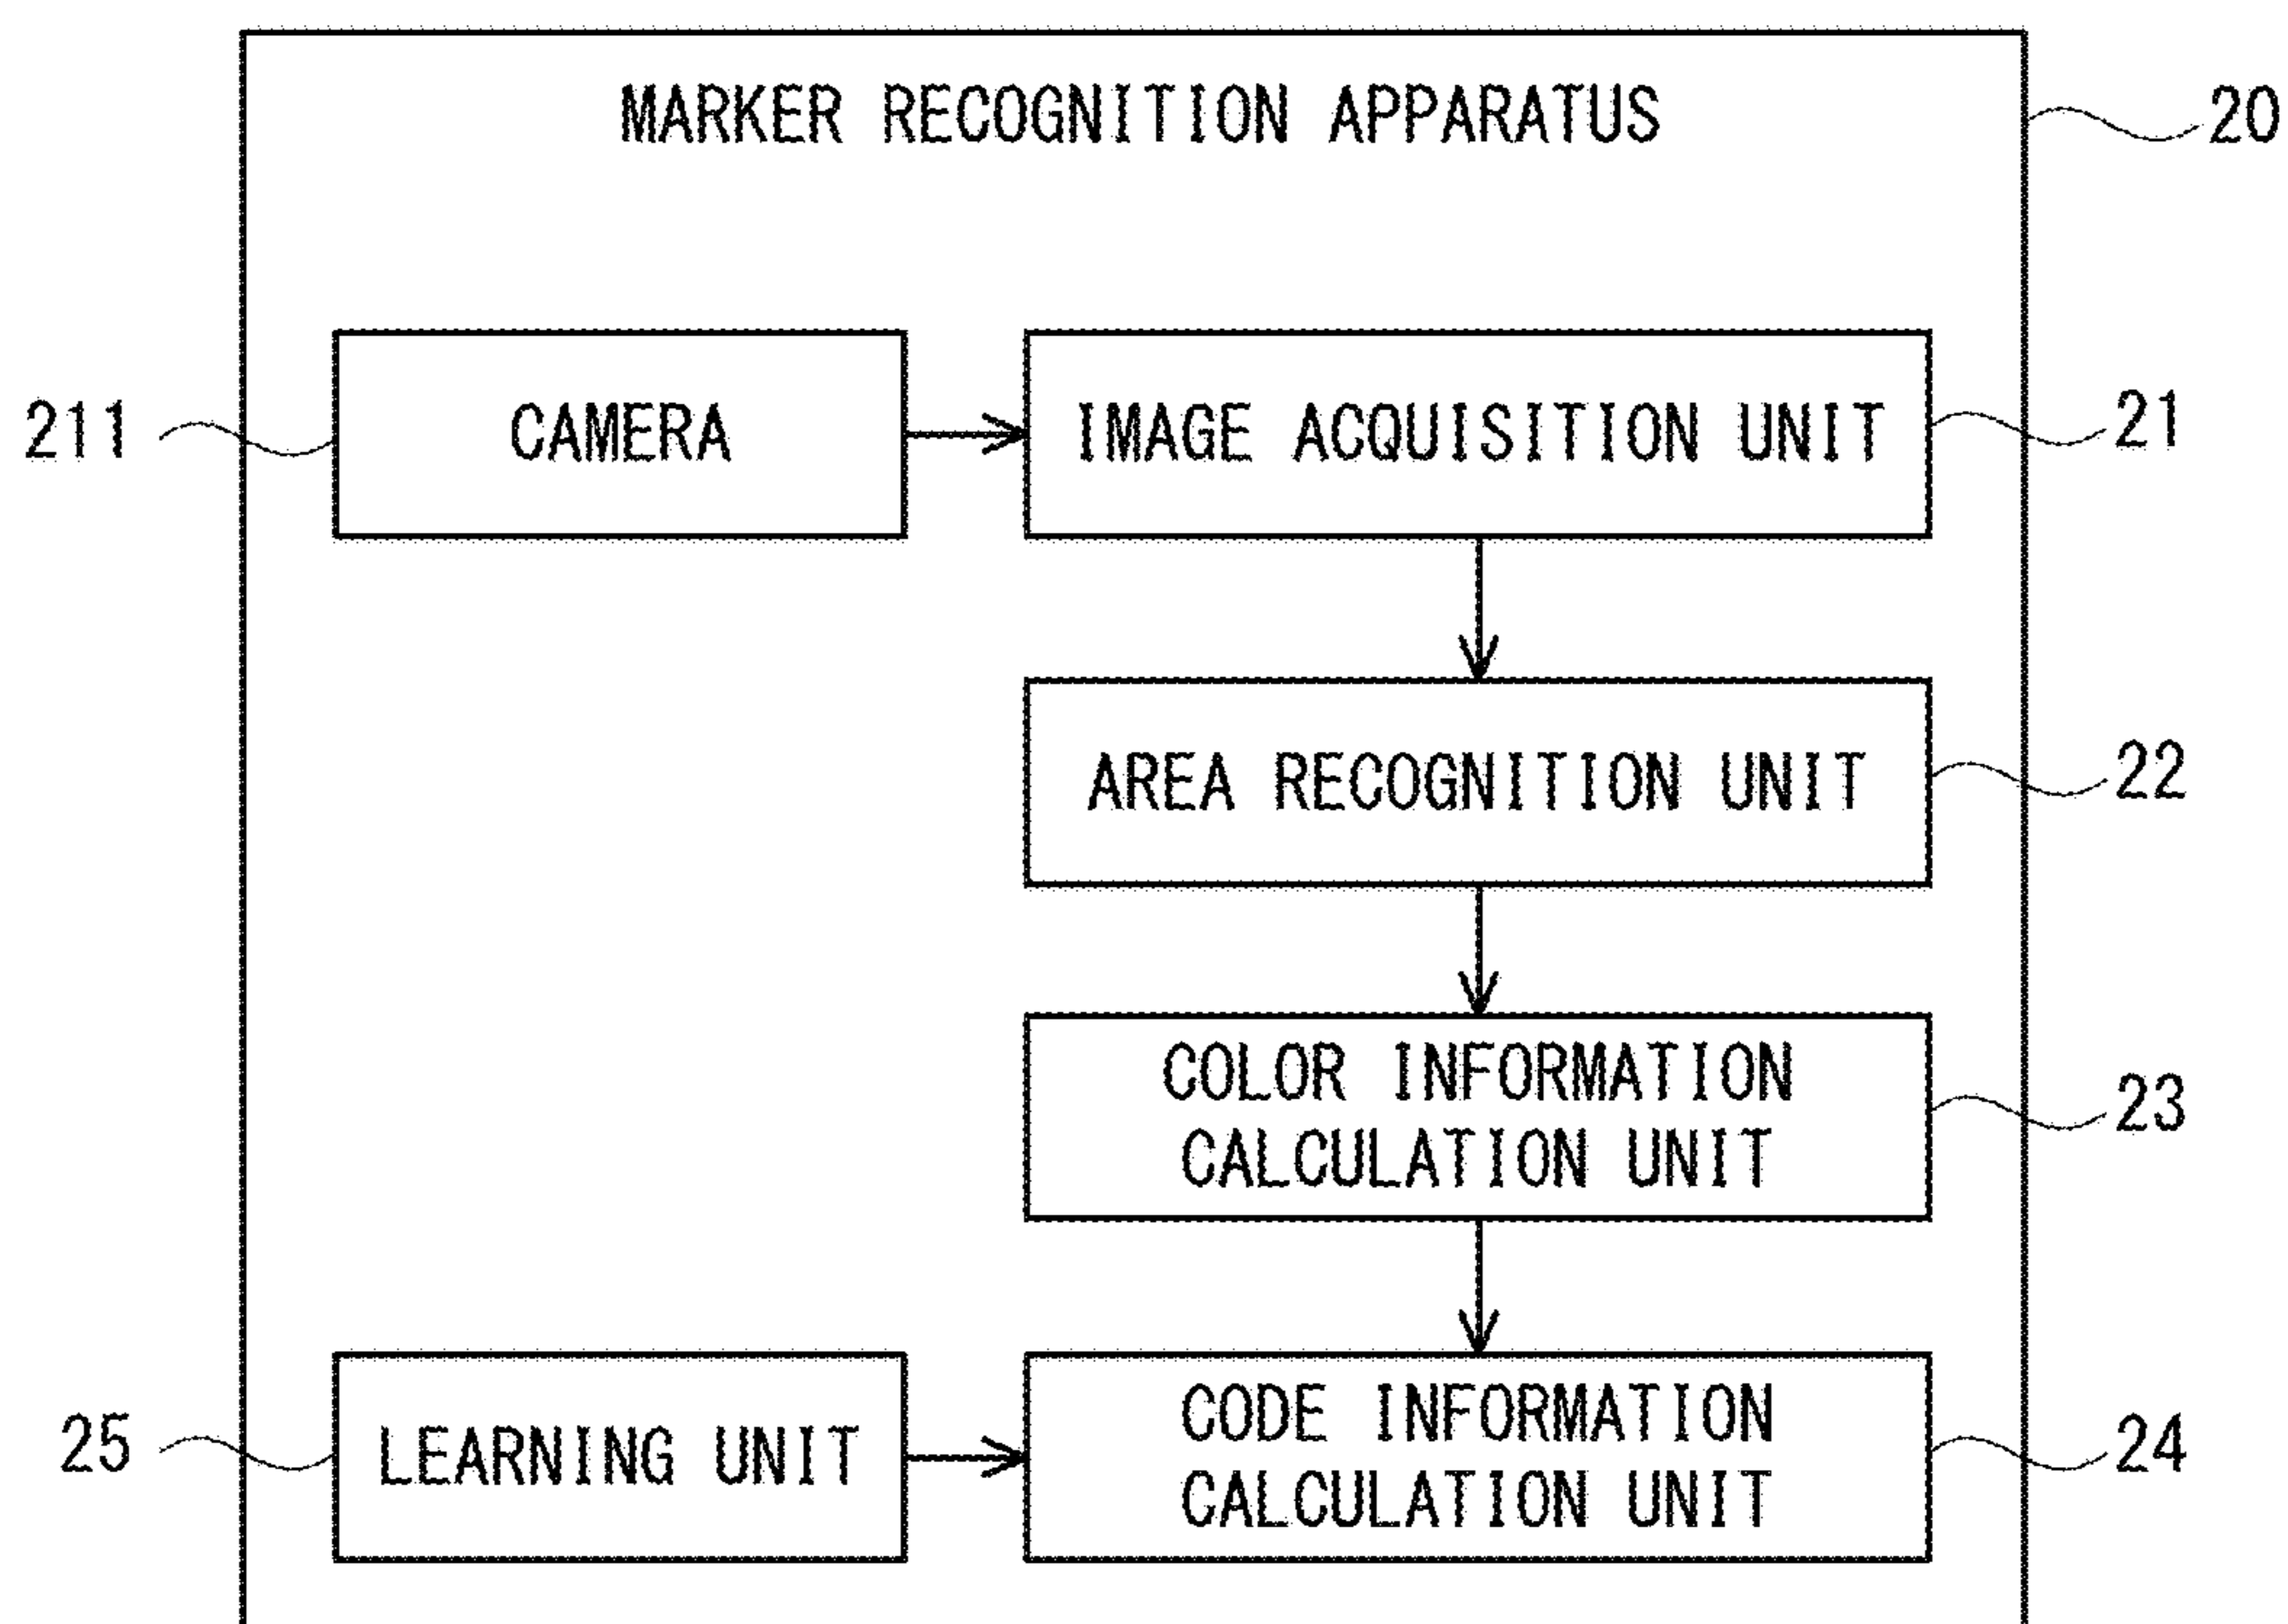 MARKER RECOGNITION APPARATUS
20
211
CAMERA
IMAGE ACQUISITION UNIT
21
AREA RECOGNITION UNIT
22
COLOR INFORMATION
CALCULATION UNIT
23
25
LEARNING UNIT
CODE INFORMATION
CALCULATION UNIT
24